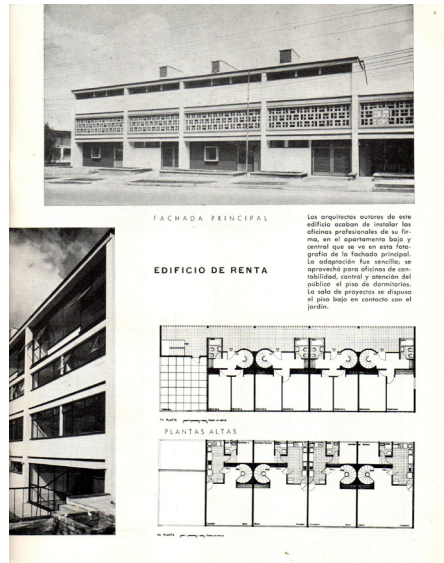 FACHADA PRINCIPAL
Los arquitectos autores de este
edificio acaban de instalar las
oficinas profesionales de su fir-
ma, en el apartamento bajo y
central que se ve en esta foto-
grafía de la fachada principal.
La adaptación fue sencilla; se
aprovechó para oficinas de con-
tabilidad, control y atención del
público el piso de dormitorios.
La sala de proyectos se dispuso
el piso bajo en contacto con el
jardín.
EDIFICIO DE RENTA
PLANTAS ALTAS